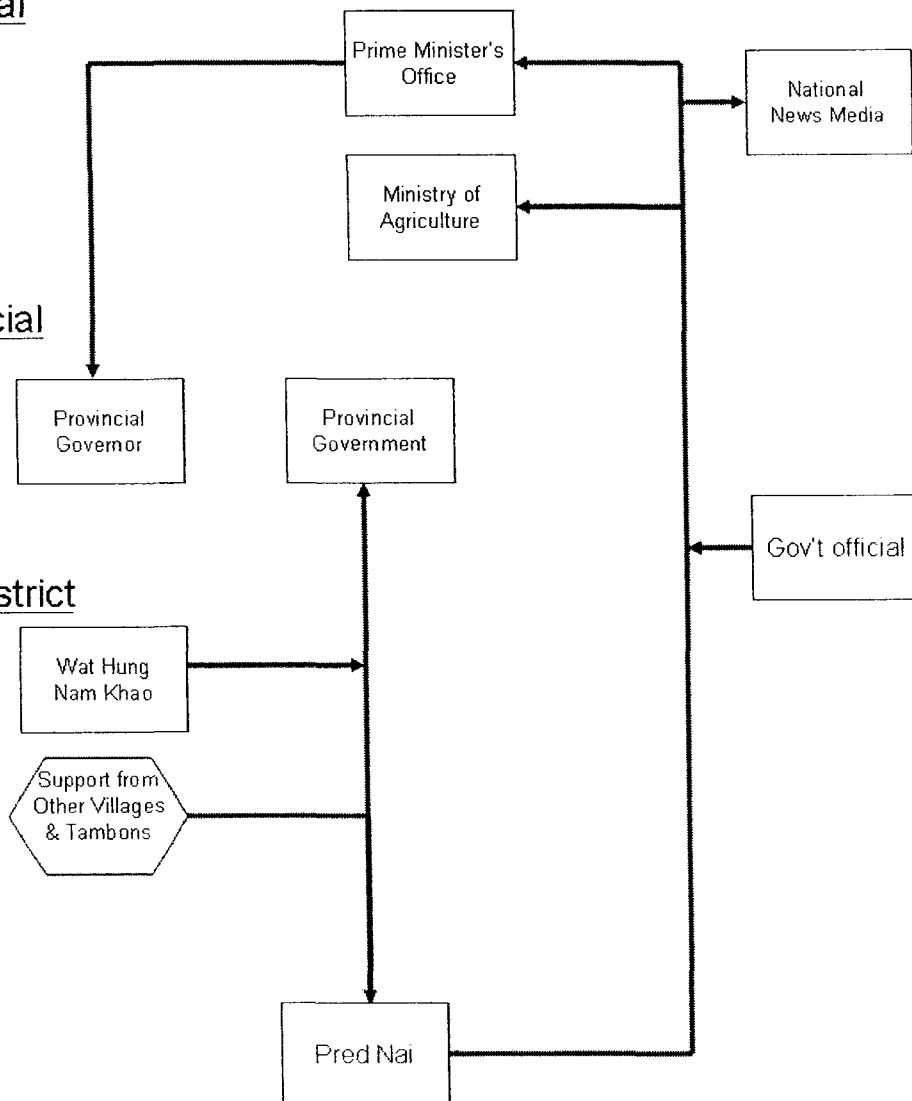 al
Prime Minister's
Office
National
News Media
Ministry of
Agriculture
cial
Provincial
Governor
Provincial
Government
Gov't official
strict
Wat Hung
Nam Khao
Support from
Other Villages
& Tambons
Pred Nai